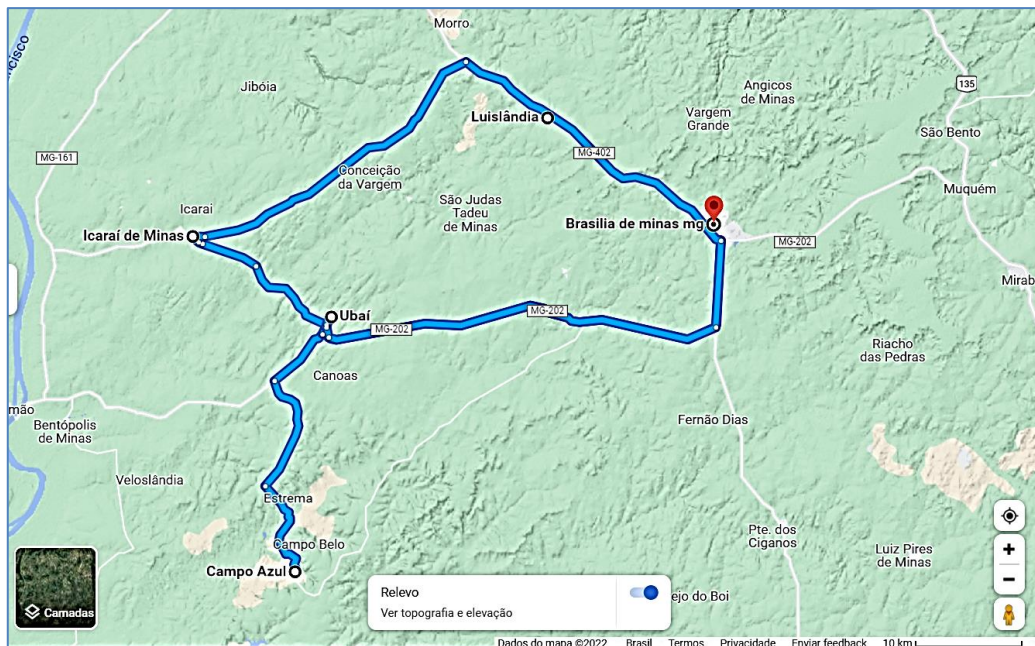 ncisco
Morro
Jibóia
135
Angicos
de Minas
Luislândia
Vargem
Grande
São Bento
MG-161
MG-402
Conceição
da Vargem
Muquém
São Judas
Tadeu
de Minas
Icarai
Brasilia de minas mg
Icaraí de Minas
MG-202
Mirab
Ubaí
MG-202
MG-202
Riacho
das Pedras
Canoas
mão
Bentópolis
de Minas
Fernão Dias
Veloslândia
Estrema
Pte. dos
Ciganos
Campo Belo
Luiz Pires
de Minas
Campo Azul
Relevo
Ver topografia e elevação
ejo do Boi
Camadas
Dados do mapa ©2022 Brasil Termos Privacidade Enviar feedback 10 km